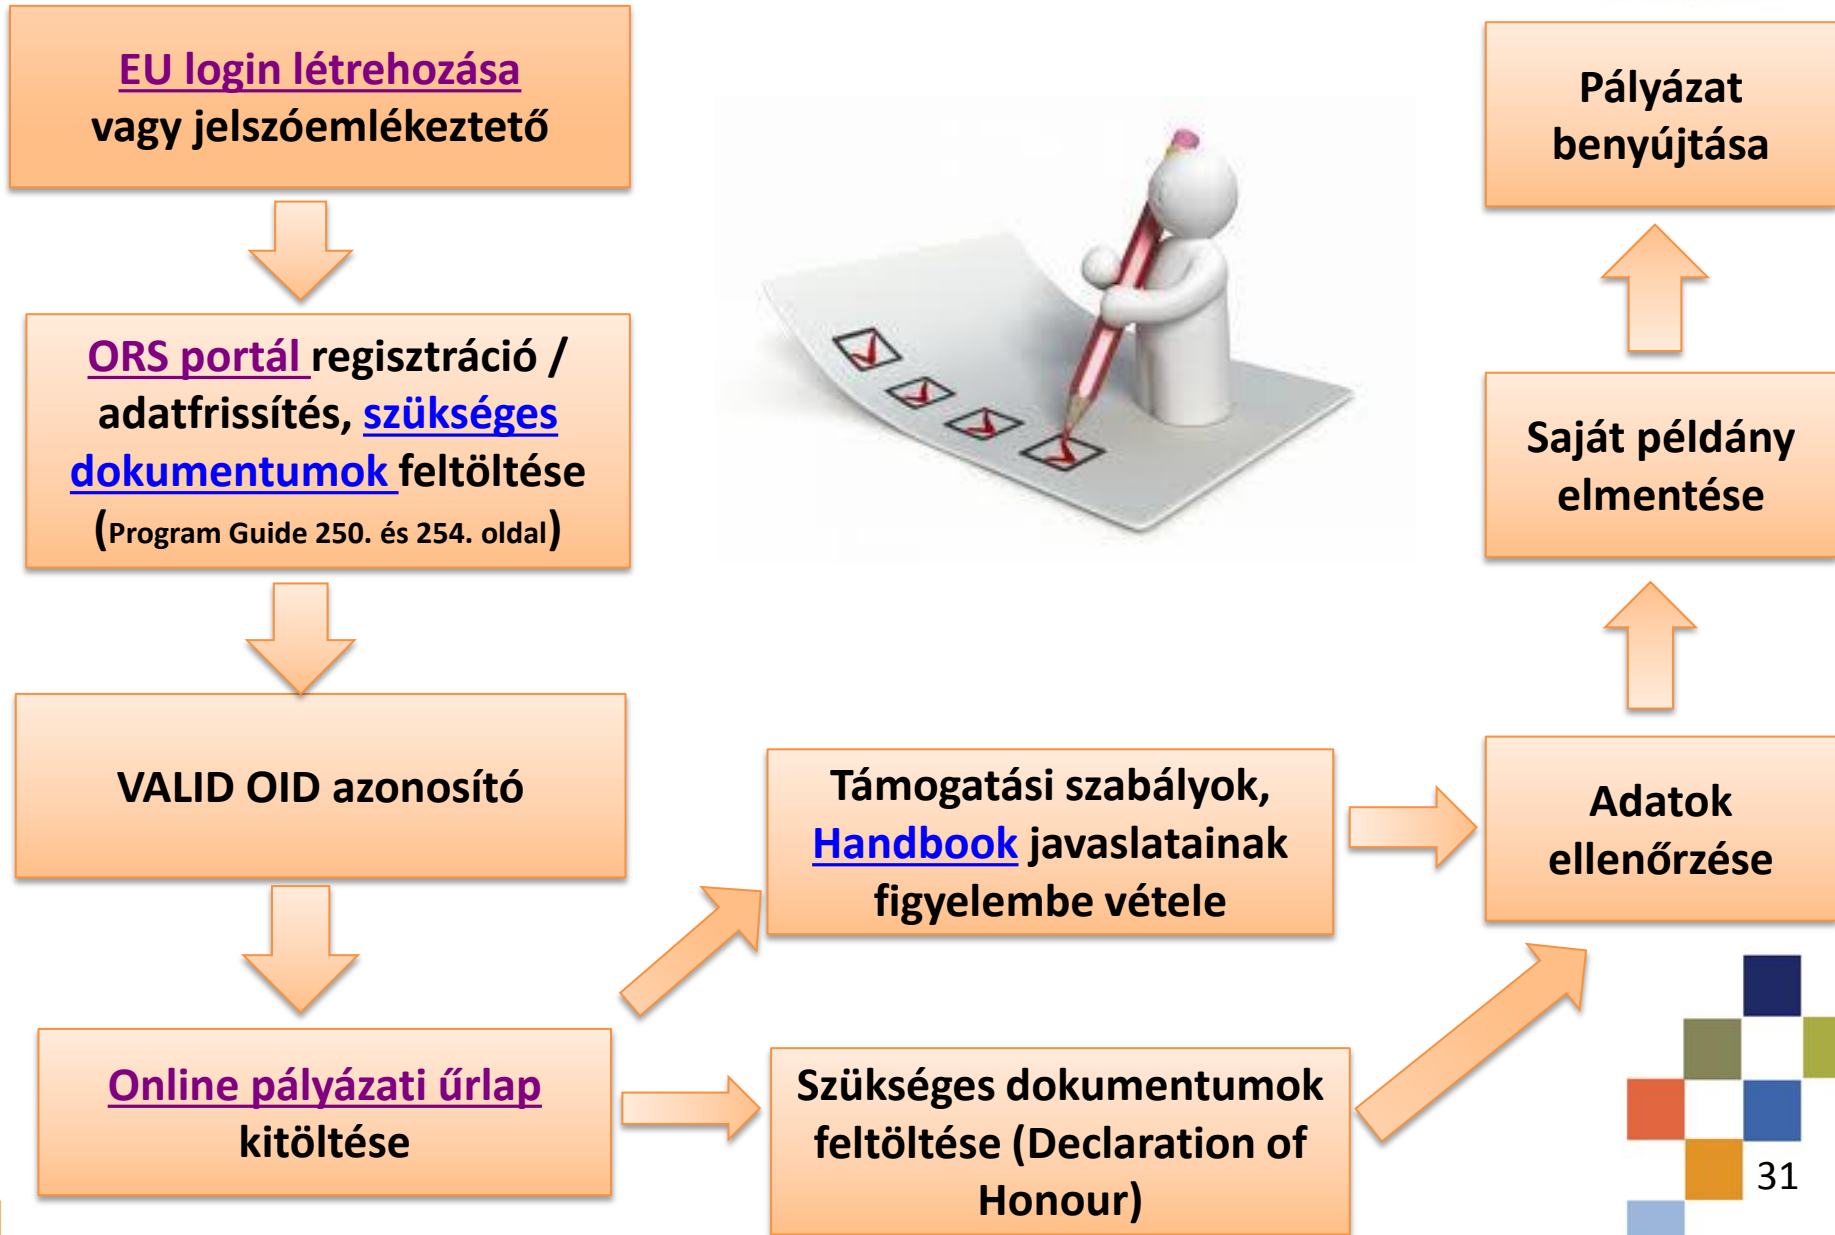 EU login létrehozása
vagy jelszóemlékeztető
ORS portál regisztráció /
adatfrissítés, szükséges
dokumentumok feltöltése
(Program Guide 250. és 254. oldal)
VALID OID azonosító
Online pályázati űrlap
kitöltése
Támogatási szabályok,
Handbook javaslatainak
figyelembe vétele
Szükséges dokumentumok
feltöltése (Declaration of
Honour)
Adatok
ellenőrzése
Saját példány
elmentése
Pályázat
benyújtása
31